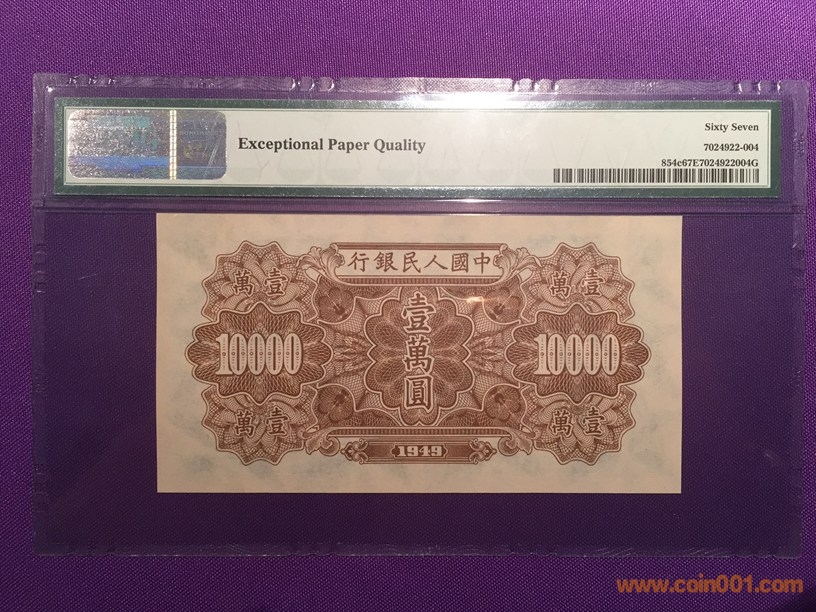 Exceptional Paper Quality
Sixty Seven
7024922-004
854c67E7024922004G
行銀民人國中
萬壹
萬壹
10000
壹萬圓
10000
萬壹
萬壹
1949
www.coin001.com